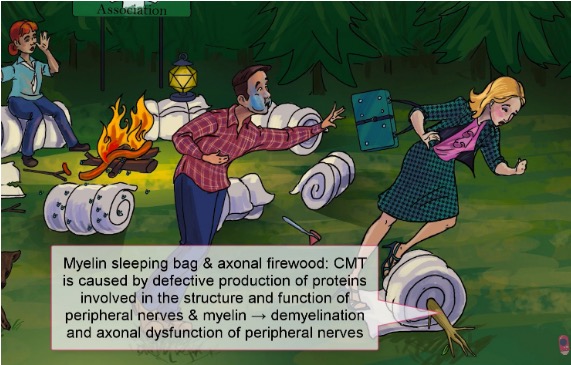 Association
Myelin sleeping bag & axonal firewood: CMT
is caused by defective production of proteins
involved in the structure and function of
peripheral nerves & myelin → demyelination
and axonal dysfunction of peripheral nerves